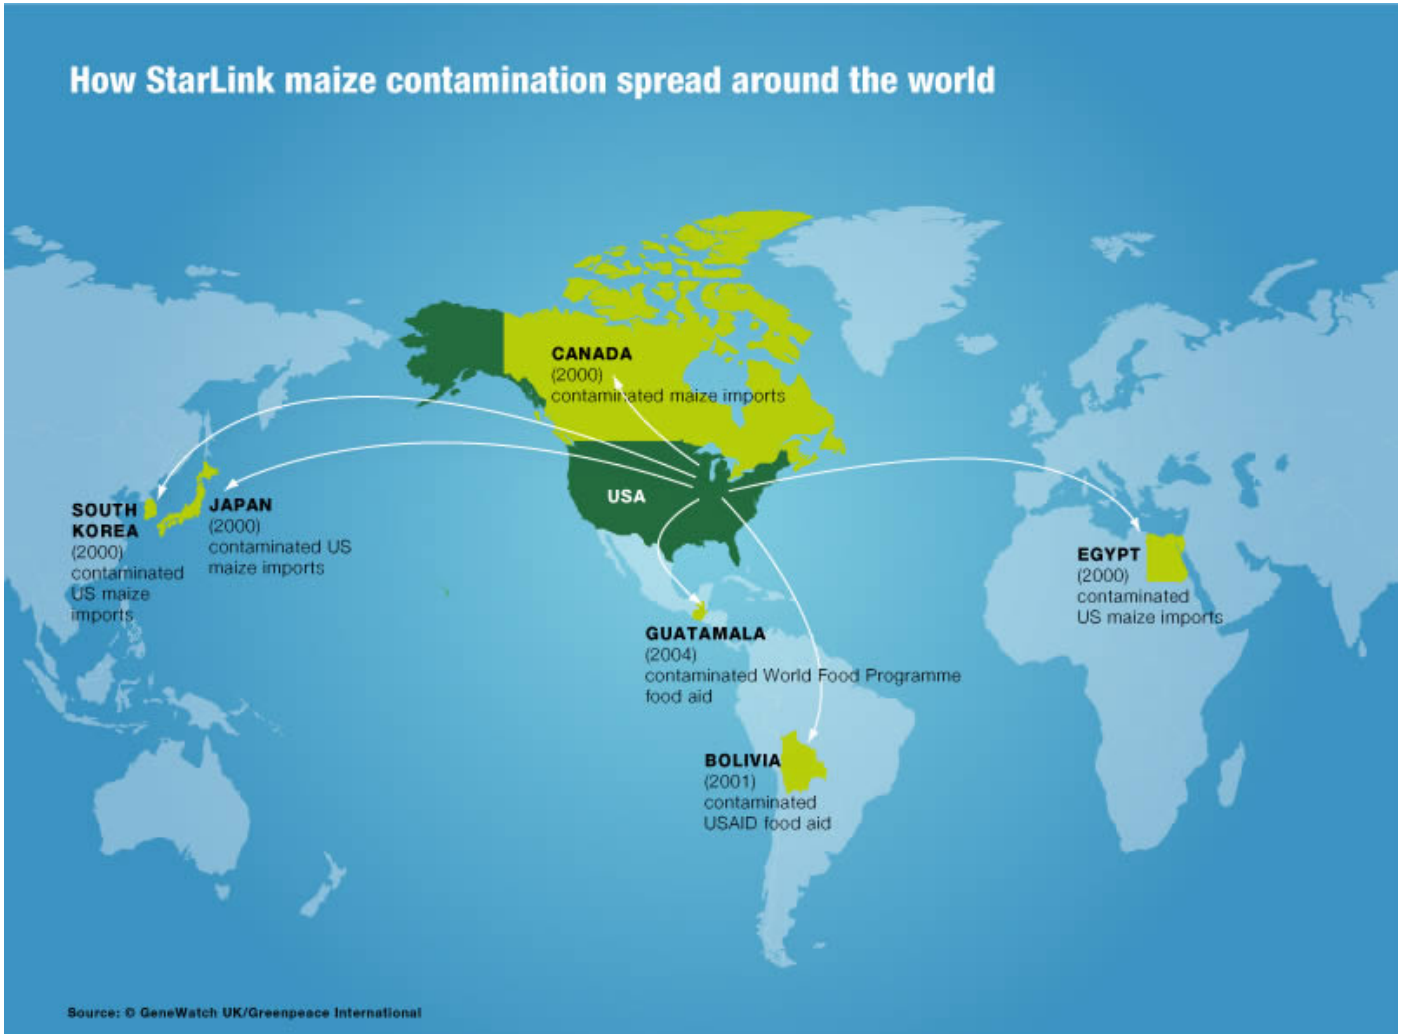 How StarLink maize contamination spread around the world
CANADA
(2000)
contaminated maize imports
USA
SOUTH
KOREA
(2000)
contaminated
US maize
imports
JAPAN
(2000)
contaminated US
maize imports
EGYPT
(2000)
contaminated
US maize imports
GUATAMALA
(2004)
contaminated World Food Programme
food aid
BOLIVIA
(2001)
contaminated
USAID food aid
Source: © GeneWatch UK/Greenpeace International